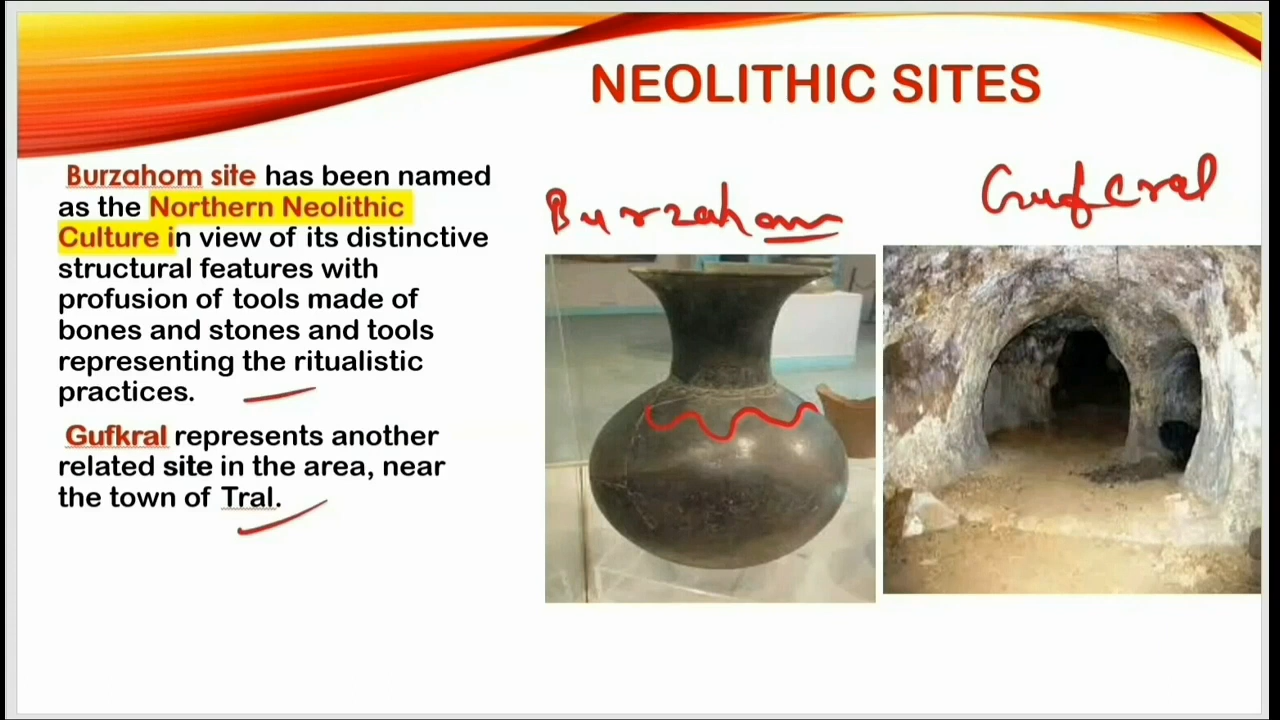 NEOLITHIC SITES
Burzahom site has been named
as the Northern Neolithic
Culture in view of its distinctive
structural features with
profusion of tools made of
bones and stones and tools
representing the ritualistic
practices.
Gufkral represents another
related site in the area, near
the town of Tral.
Burzahom
Gufcral